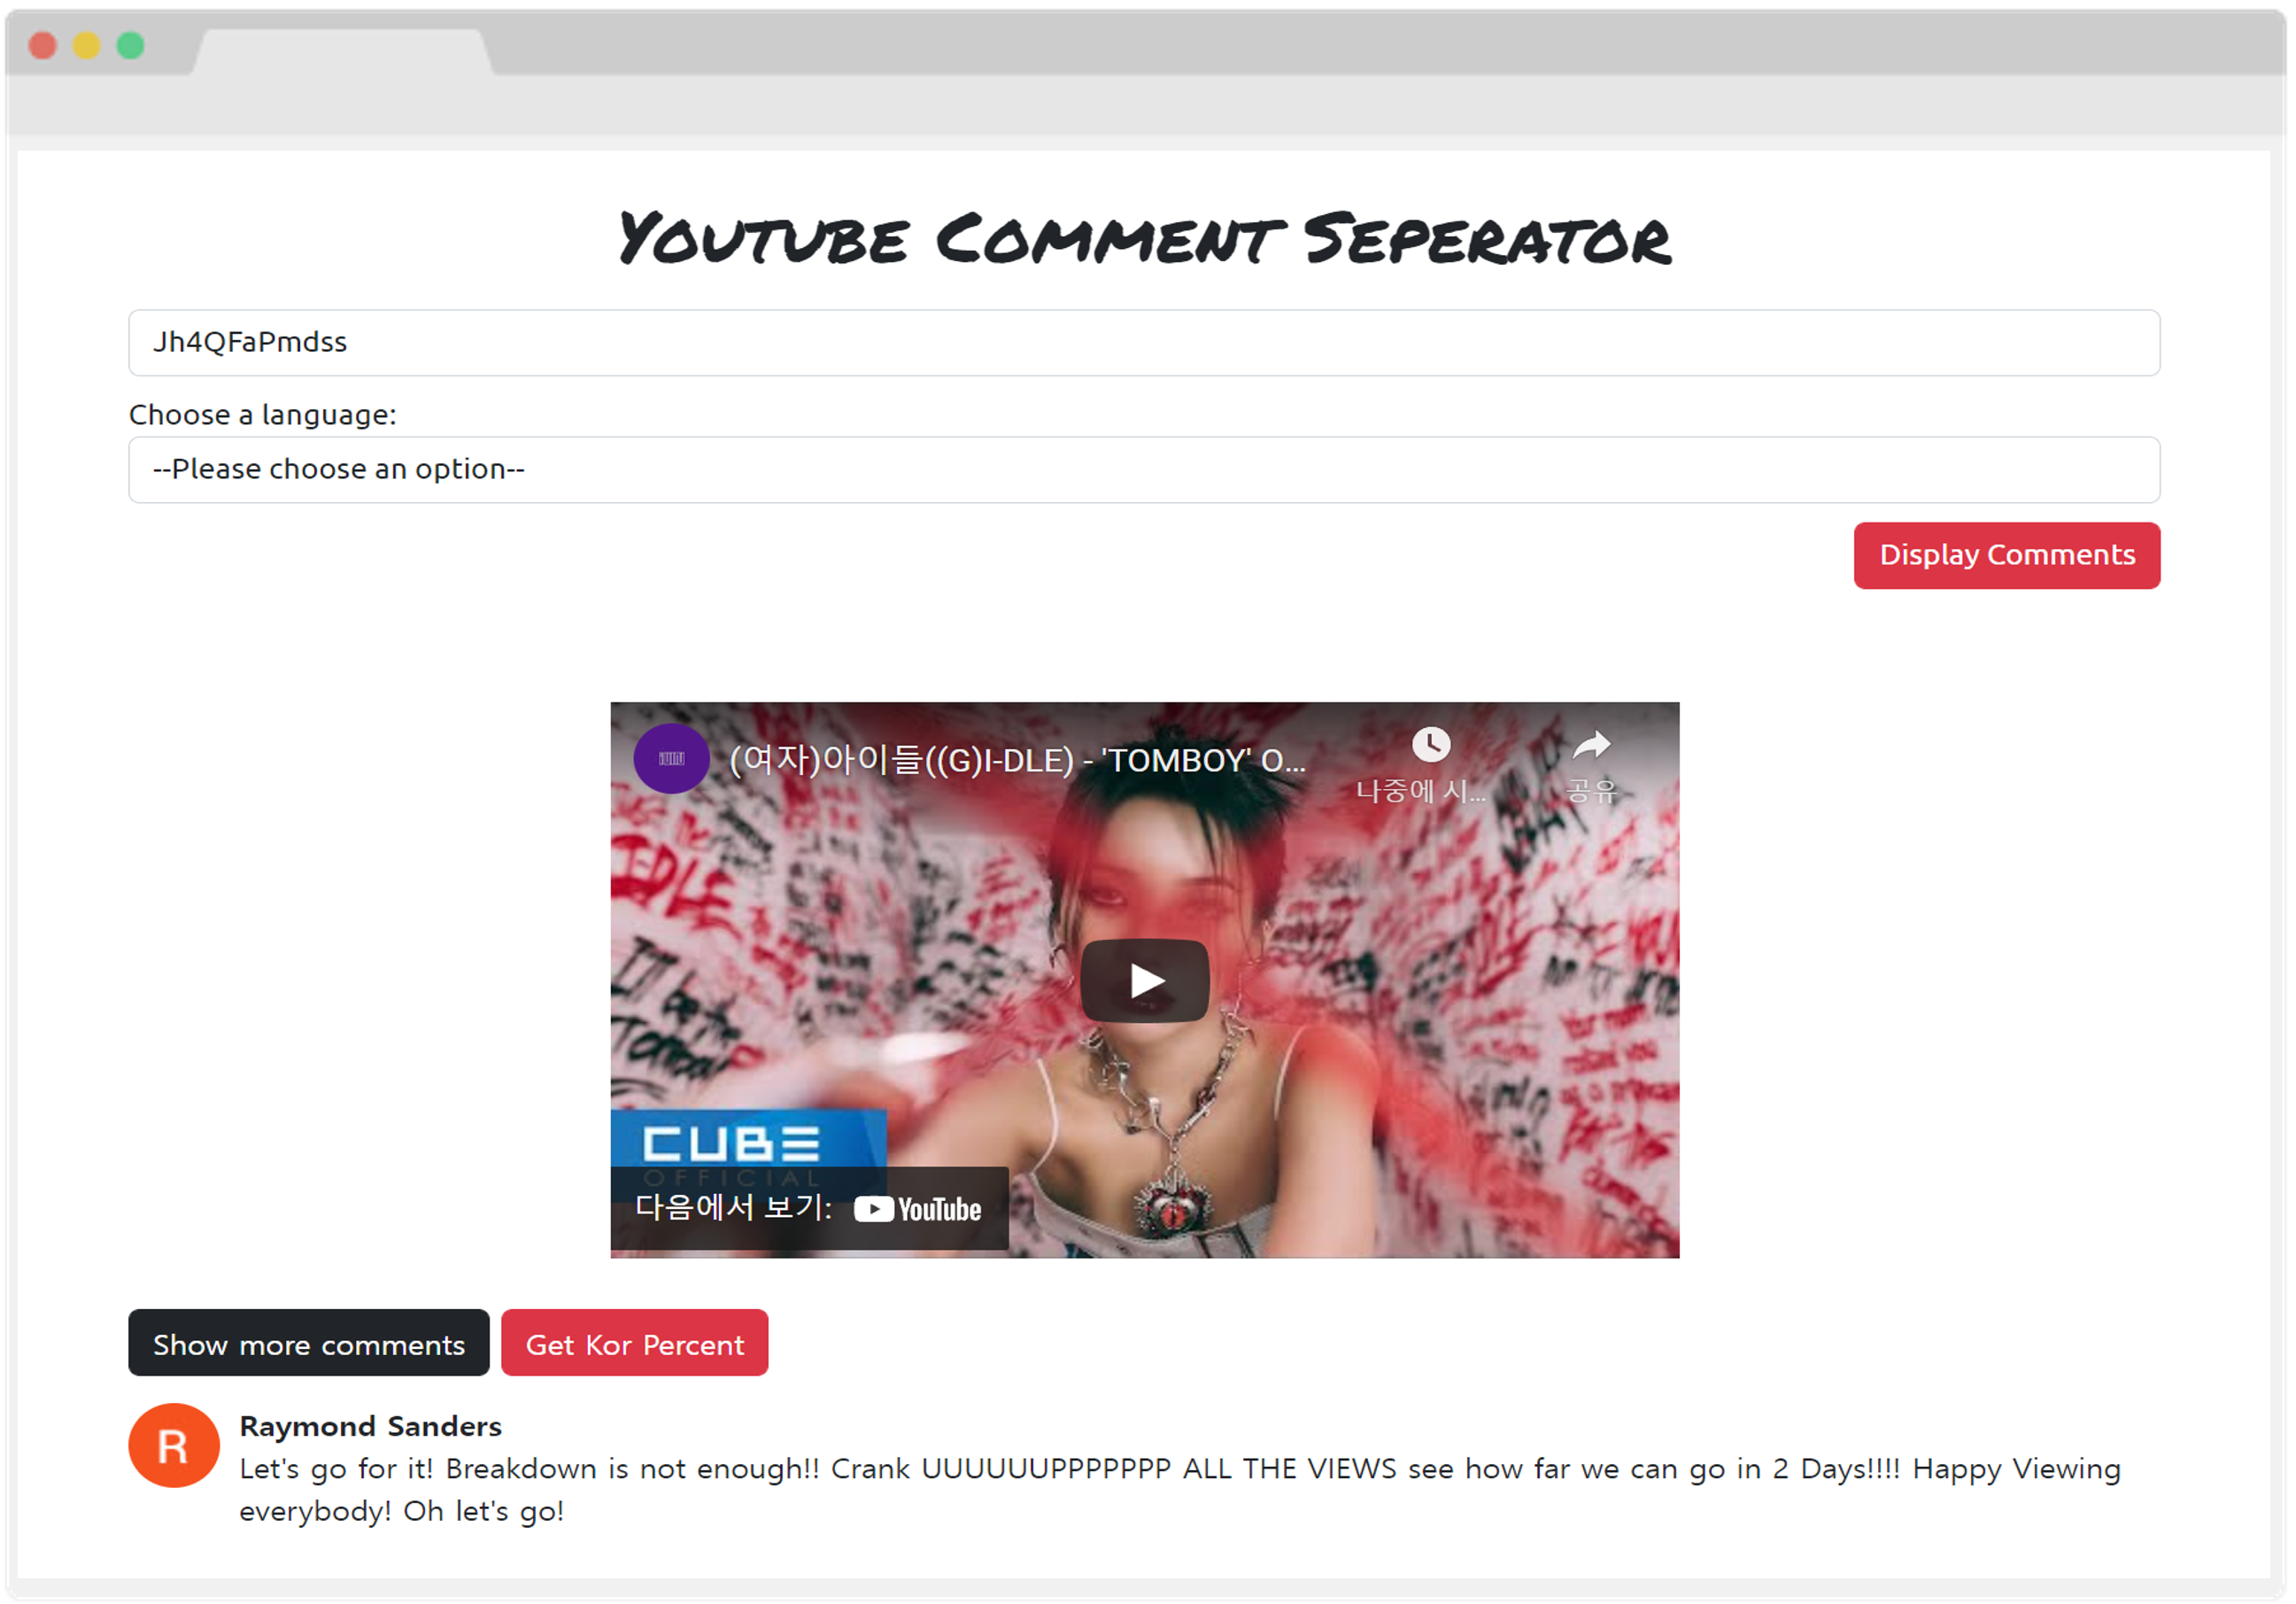 Youtube Comment Seperator
Jh4QFaPmdss
Choose a language:
--Please choose an option--
Display Comments
(여자)아이들((G)I-DLE) - 'TOMBOY' O...
나중에 시...
공유
I-DLE
CUBE
OFFICIAL
다음에서 보기: YouTube
Show more comments
Get Kor Percent
R
Raymond Sanders
Let's go for it! Breakdown is not enough!! Crank UUUUUUPPPPPPP ALL THE VIEWS see how far we can go in 2 Days!!!! Happy Viewing
everybody! Oh let's go!